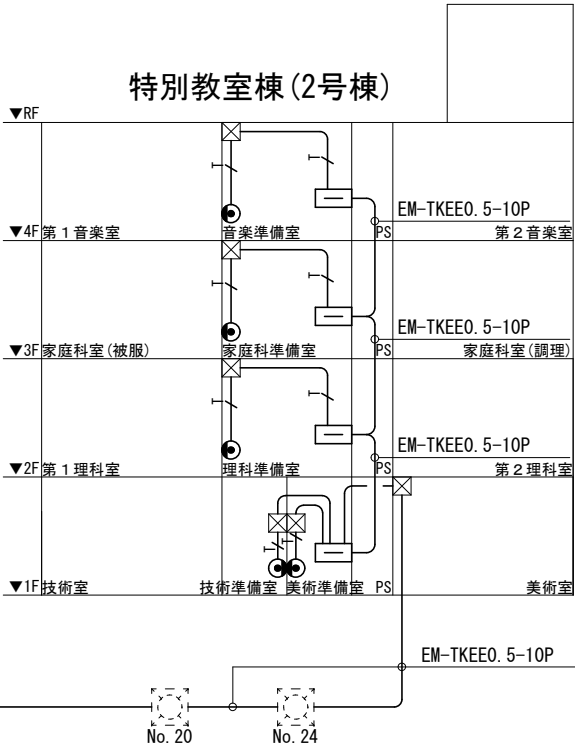 特別教室棟(2号棟)
▼RF
EM-TKEE0.5-10P
▼4F 第1音楽室 音楽準備室 PS 第2音楽室
EM-TKEE0.5-10P
▼3F 家庭科室(被服) 家庭科準備室 PS 家庭科室(調理)
EM-TKEE0.5-10P
▼2F 第1理科室 理科準備室 PS 第2理科室
▼1F 技術室 技術準備室 美術準備室 PS 美術室
EM-TKEE0.5-10P
No.20 No.24